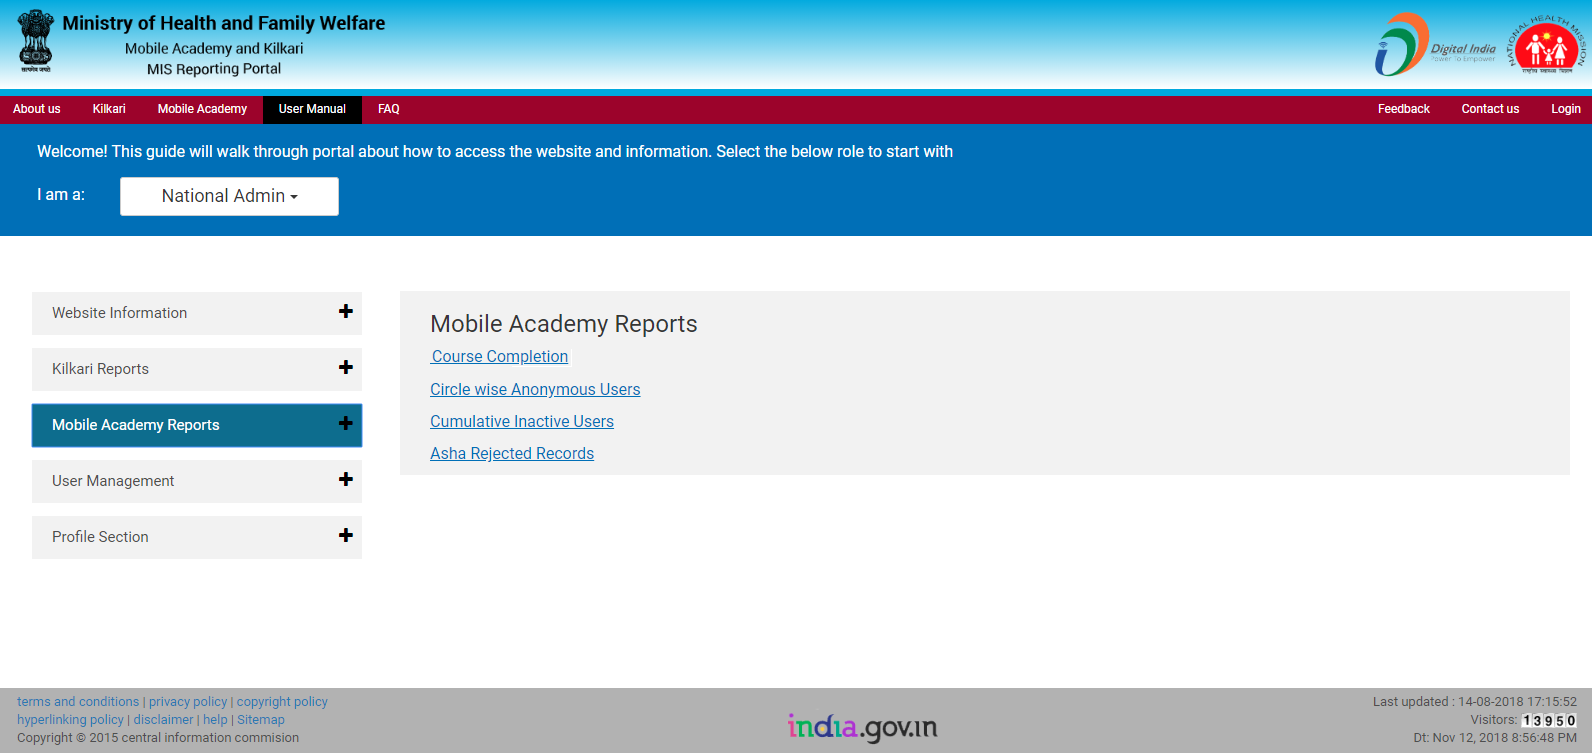 Ministry of Health and Family Welfare
Mobile Academy and Kilkari
MIS Reporting Portal
सत्यमेव जयते
Digital India
Power To Empower
NATIONAL HEALTH MISSION
राष्ट्रीय स्वास्थ्य मिशन
About us Kilkari Mobile Academy User Manual FAQ Feedback Contact us Login
Welcome! This guide will walk through portal about how to access the website and information. Select the below role to start with
I am a: National Admin
Website Information
Kilkari Reports
Mobile Academy Reports
User Management
Profile Section
Mobile Academy Reports
Course Completion
Circle wise Anonymous Users
Cumulative Inactive Users
Asha Rejected Records
terms and conditions | privacy policy | copyright policy
hyperlinking policy | disclaimer | help | Sitemap
Copyright © 2015 central information commision
india.gov.in
Last updated : 14-08-2018 17:15:52
Visitors: 13950
Dt: Nov 12, 2018 8:56:48 PM